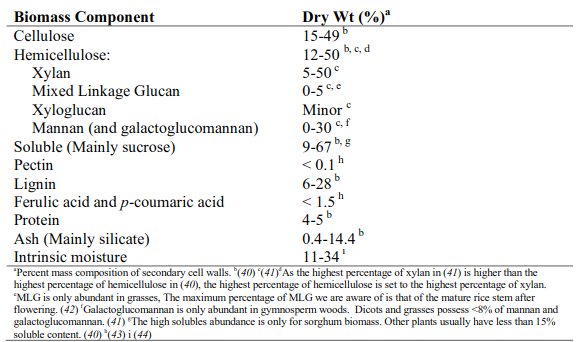 Biomass Component Dry Wt (%)a
Cellulose 15-49 b
Hemicellulose: 12-50 b, c, d
Xylan 5-50 c
Mixed Linkage Glucan 0-5 c, e
Xyloglucan Minor c
Mannan (and galactoglucomannan) 0-30 c, f
Soluble (Mainly sucrose) 9-67 b, g
Pectin < 0.1 h
Lignin 6-28 b
Ferulic acid and p-coumaric acid < 1.5 h
Protein 4-5 b
Ash (Mainly silicate) 0.4-14.4 b
Intrinsic moisture 11-34 i
aPercent mass composition of secondary cell walls. b(40) c(41)dAs the highest percentage of xylan in (41) is higher than the
highest percentage of hemicellulose in (40), the highest percentage of hemicellulose is set to the highest percentage of xylan.
eMLG is only abundant in grasses, The maximum percentage of MLG we are aware of is that of the mature rice stem after
flowering. (42) fGalactoglucomannan is only abundant in gymnosperm woods. Dicots and grasses possess <8% of mannan and
galactoglucomannan. (41) gThe high solubles abundance is only for sorghum biomass. Other plants usually have less than 15%
soluble content. (40) h(43) i (44)